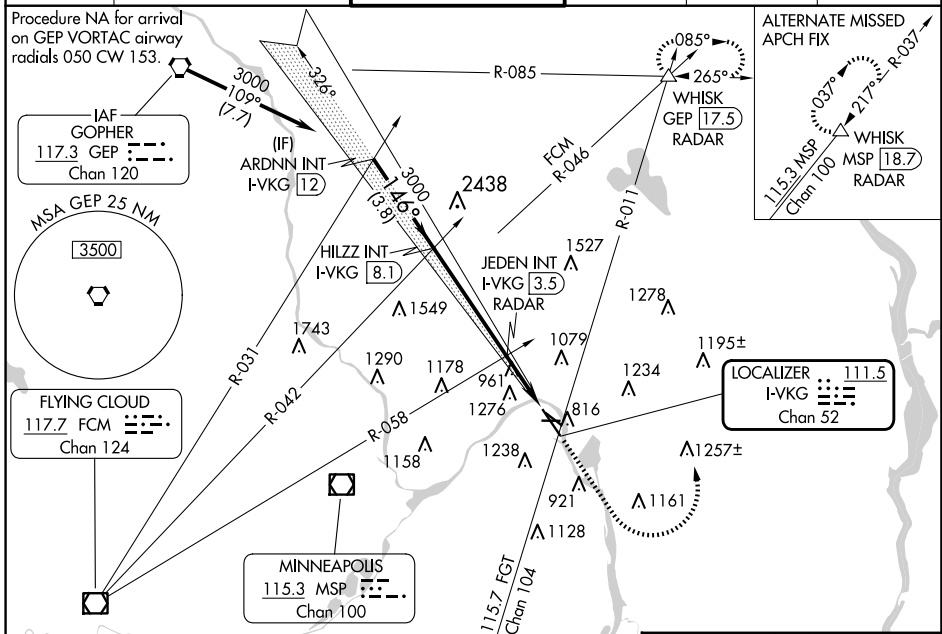 Procedure NA for arrival
on GEP VORTAC airway
radials 050 CW 153.
IAF
GOPHER
117.3 GEP
Chan 120
3000
109°
(7.7)
326°
(IF)
ARDNN INT
I-VKG 12
3000
146°
(3.8)
2438
HILZZ INT
I-VKG 8.1
JEDEN INT
I-VKG 3.5
RADAR
R-085
085°
265°
WHISK
GEP 17.5
RADAR
FCM
R-046
R-011
ALTERNATE MISSED
APCH FIX
R-037
037°
217°
WHISK
MSP 18.7
RADAR
115.3 MSP
Chan 100
MSA GEP 25 NM
3500
1527
1549
1743
1278
1079
1195±
1290
1178
961
1276
1234
816
LOCALIZER 111.5
I-VKG
Chan 52
R-031
R-042
R-058
FLYING CLOUD
117.7 FCM
Chan 124
1158
1238
1257±
921
1161
1128
MINNEAPOLIS
115.3 MSP
Chan 100
115.7 FGT
Chan 104